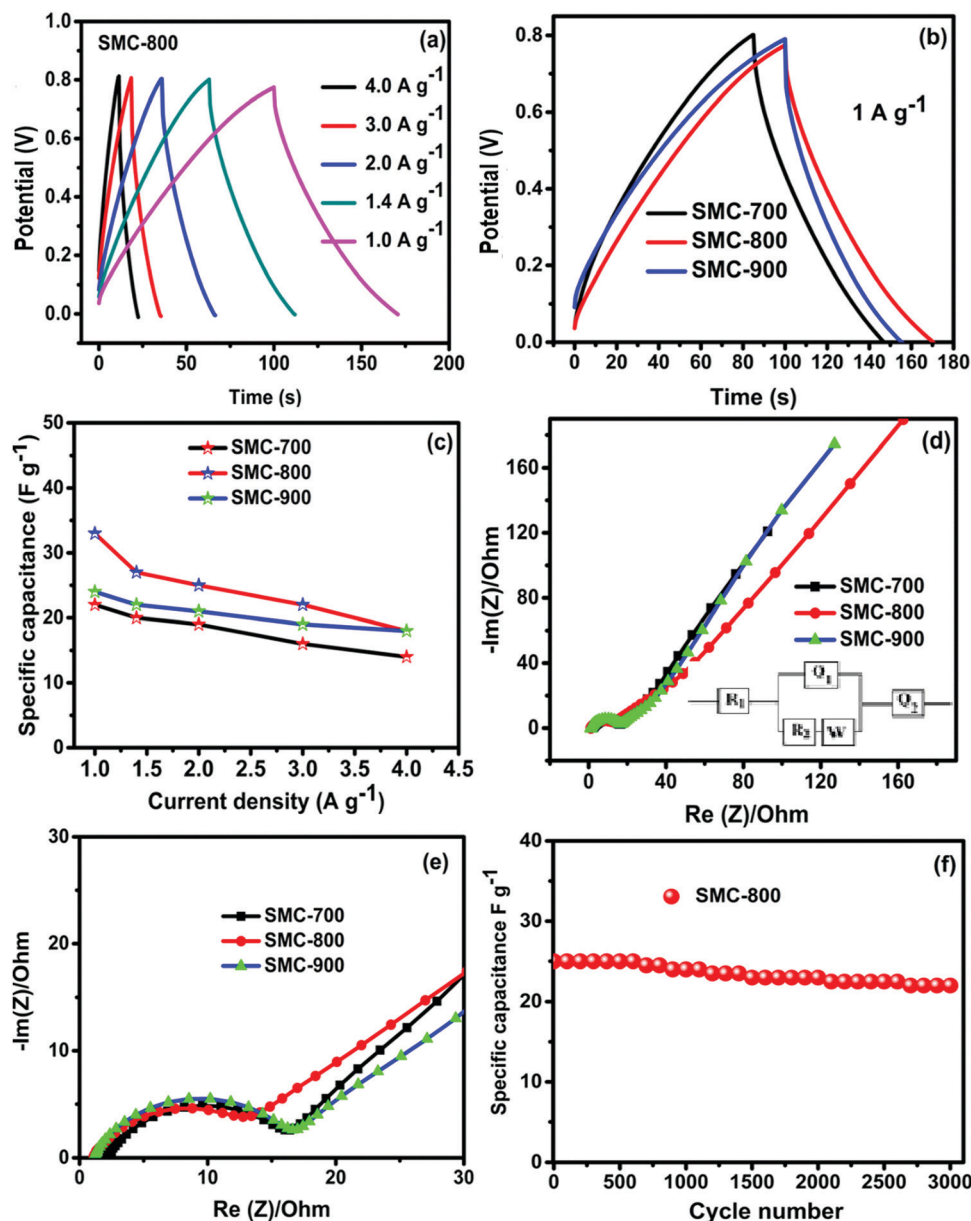 SMC-800
(a)
4.0 A g-1
3.0 A g-1
2.0 A g-1
1.4 A g-1
1.0 A g-1
Potential (V)
1.0
0.8
0.6
0.4
0.2
0.0
0 50 100 150 200
Time (s)
(b)
1 A g-1
SMC-700
SMC-800
SMC-900
Potential (V)
0.8
0.4
0.0
0 20 40 60 80 100 120 140 160 180
Time (s)
(c)
SMC-700
SMC-800
SMC-900
Specific capacitance (F g-1)
50
40
30
20
10
0
1.0 1.5 2.0 2.5 3.0 3.5 4.0 4.5
Current density (A g-1)
(d)
SMC-700
SMC-800
SMC-900
R1
Q1
R2
W
-Im(Z)/Ohm
160
120
80
40
0
0 40 80 120 160
Re (Z)/Ohm
(e)
SMC-700
SMC-800
SMC-900
-Im(Z)/Ohm
30
25
20
15
10
5
0
0 5 10 15 20 25 30
Re (Z)/Ohm
(f)
SMC-800
Specific capacitance F g-1
40
30
20
10
0
0 500 1000 1500 2000 2500 3000
Cycle number